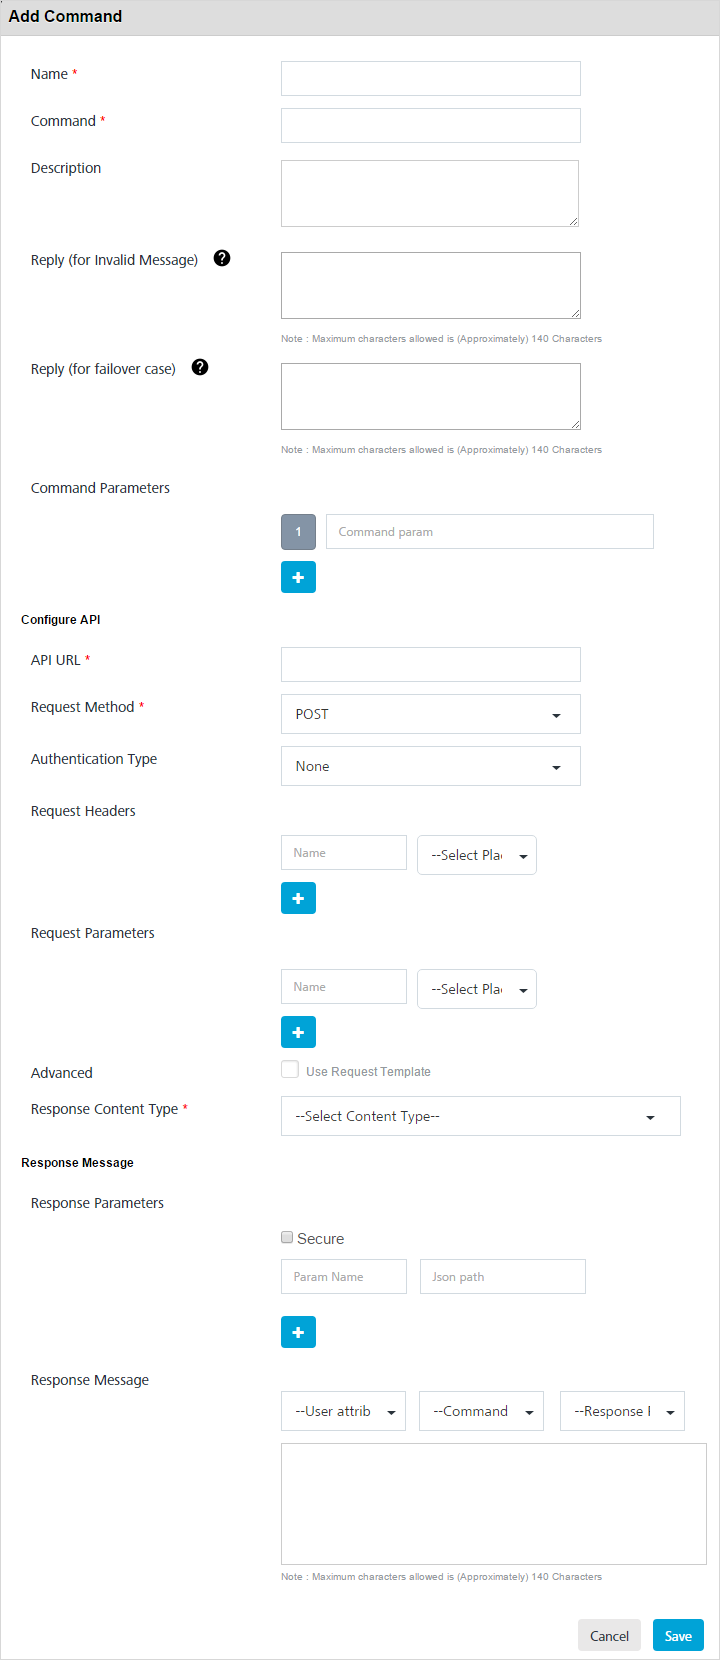 Add Command
Name *
Command *
Description
Reply (for Invalid Message) ?
Note : Maximum characters allowed is (Approximately) 140 Characters
Reply (for failover case) ?
Note : Maximum characters allowed is (Approximately) 140 Characters
Command Parameters
1 Command param
+
Configure API
API URL *
Request Method * POST
Authentication Type None
Request Headers
Name --Select Pla
+
Request Parameters
Name --Select Pla
+
Advanced Use Request Template
Response Content Type * --Select Content Type--
Response Message
Response Parameters
Secure
Param Name Json path
+
Response Message
--User attrib --Command --Response
Note : Maximum characters allowed is (Approximately) 140 Characters
Cancel Save